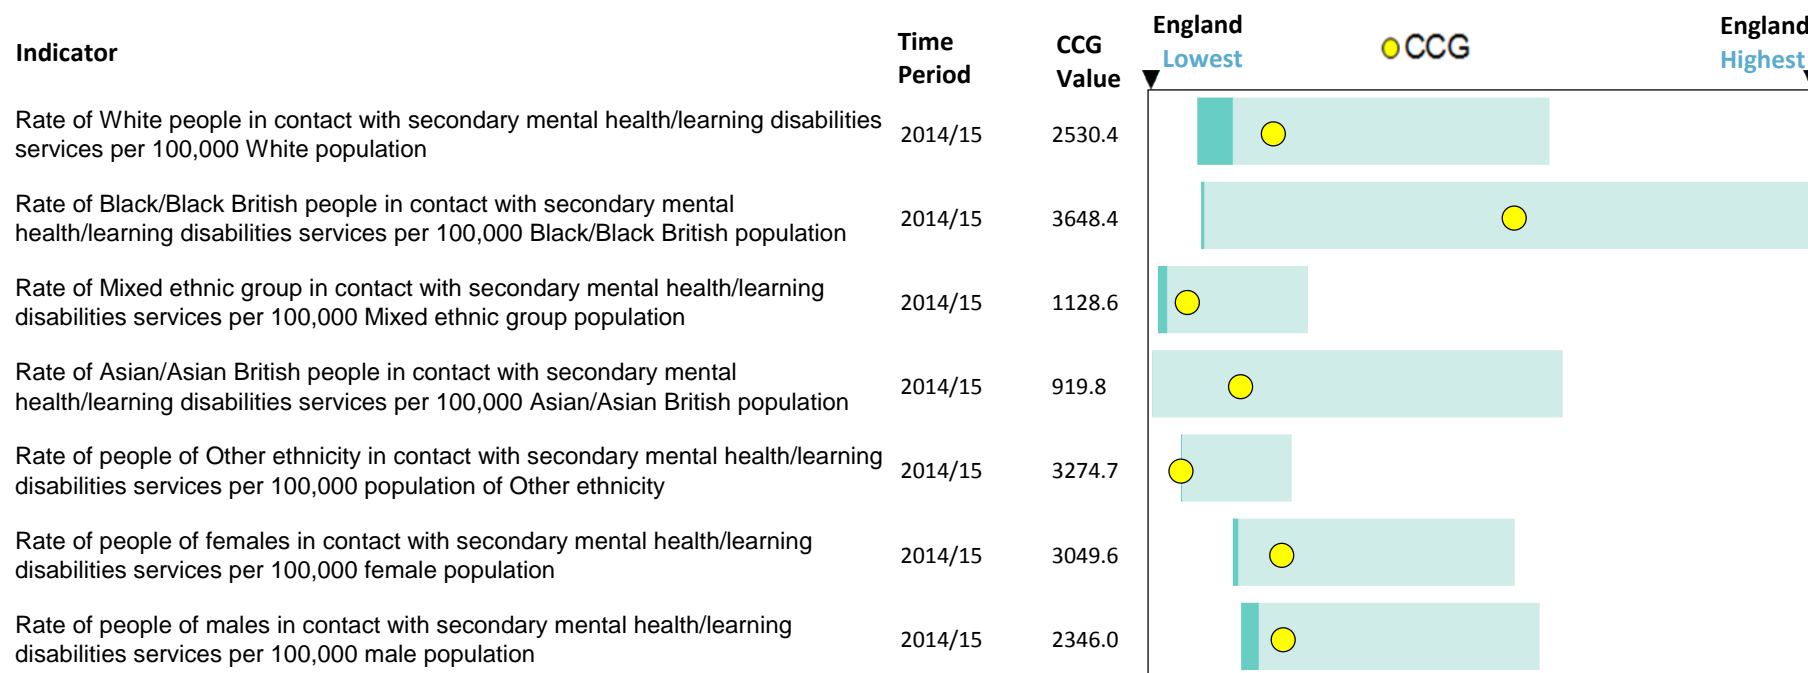 Indicator
Time Period
CCG Value
England Lowest
CCG
England Highest
Rate of White people in contact with secondary mental health/learning disabilities
services per 100,000 White population
2014/15
2530.4
Rate of Black/Black British people in contact with secondary mental
health/learning disabilities services per 100,000 Black/Black British population
2014/15
3648.4
Rate of Mixed ethnic group in contact with secondary mental health/learning
disabilities services per 100,000 Mixed ethnic group population
2014/15
1128.6
Rate of Asian/Asian British people in contact with secondary mental
health/learning disabilities services per 100,000 Asian/Asian British population
2014/15
919.8
Rate of people of Other ethnicity in contact with secondary mental health/learning
disabilities services per 100,000 population of Other ethnicity
2014/15
3274.7
Rate of people of females in contact with secondary mental health/learning
disabilities services per 100,000 female population
2014/15
3049.6
Rate of people of males in contact with secondary mental health/learning
disabilities services per 100,000 male population
2014/15
2346.0